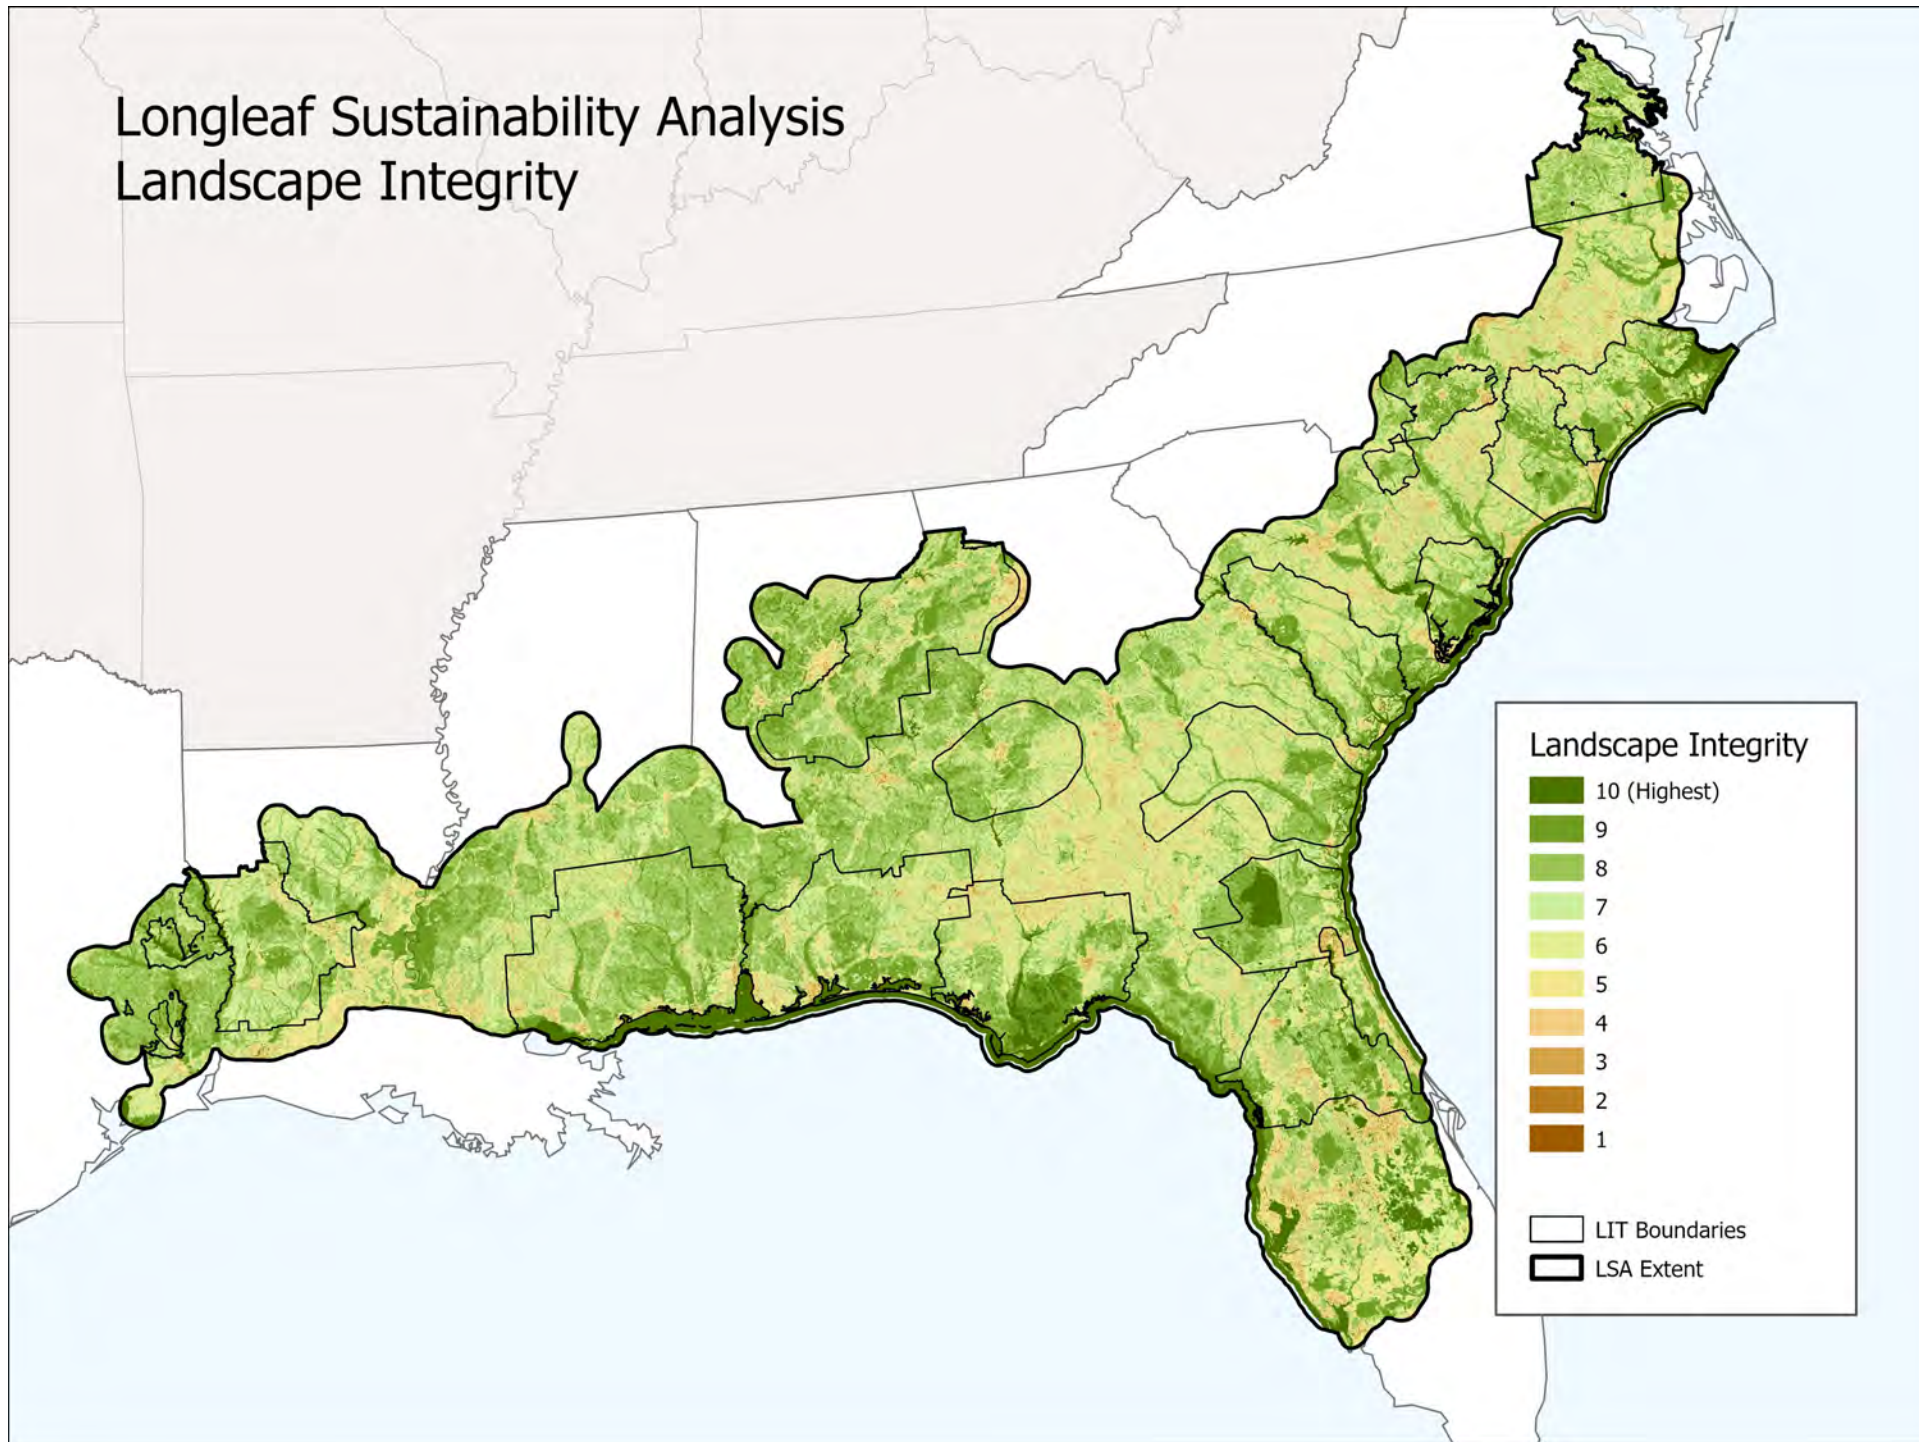 Longleaf Sustainability Analysis
Landscape Integrity
Landscape Integrity
10 (Highest)
9
8
7
6
5
4
3
2
1
LIT Boundaries
LSA Extent